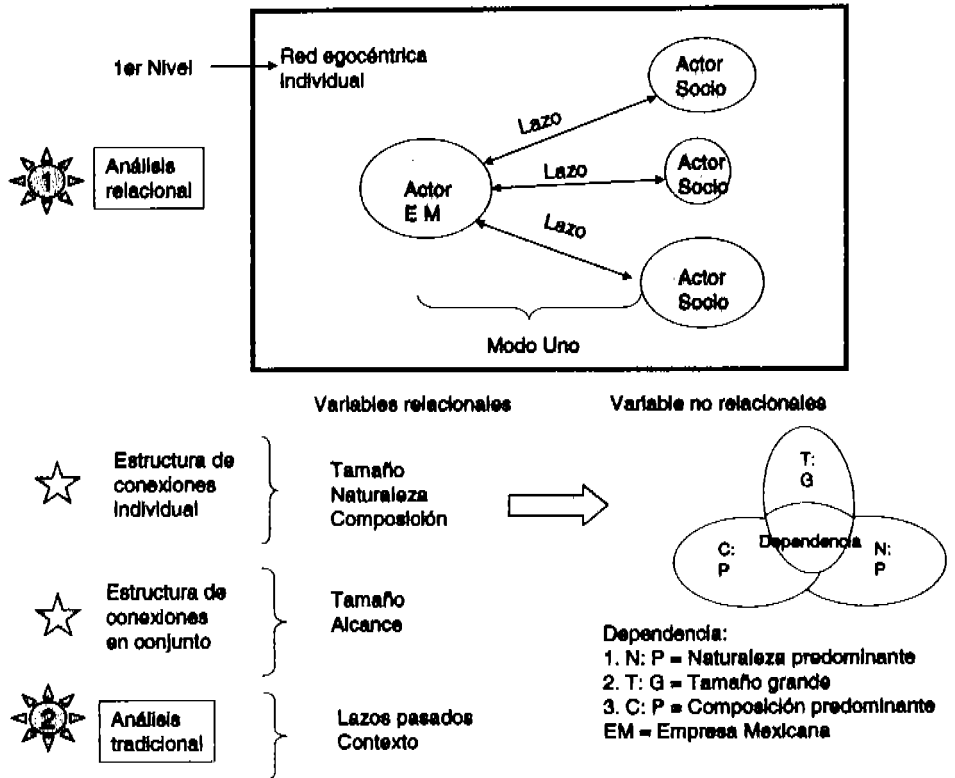 1er Nivel
Red egocéntrica
Individual
Actor
Socio
Lazo
1
Análisis
relacional
Actor
E M
Lazo
Actor
Socio
Lazo
Actor
Socio
Modo Uno
Variables relacionales
Variable no relacionales
Estructura de
conexiones
Individual
Tamaño
Naturaleza
Composición
T:
G
Dependencia
C:
P
N:
P
Estructura de
conexiones
en conjunto
Tamaño
Alcance
Dependencia:
1. N: P = Naturaleza predominante
2. T: G = Tamaño grande
3. C: P = Composición predominante
EM = Empresa Mexicana
2
Análisis
tradicional
Lazos pasados
Contexto